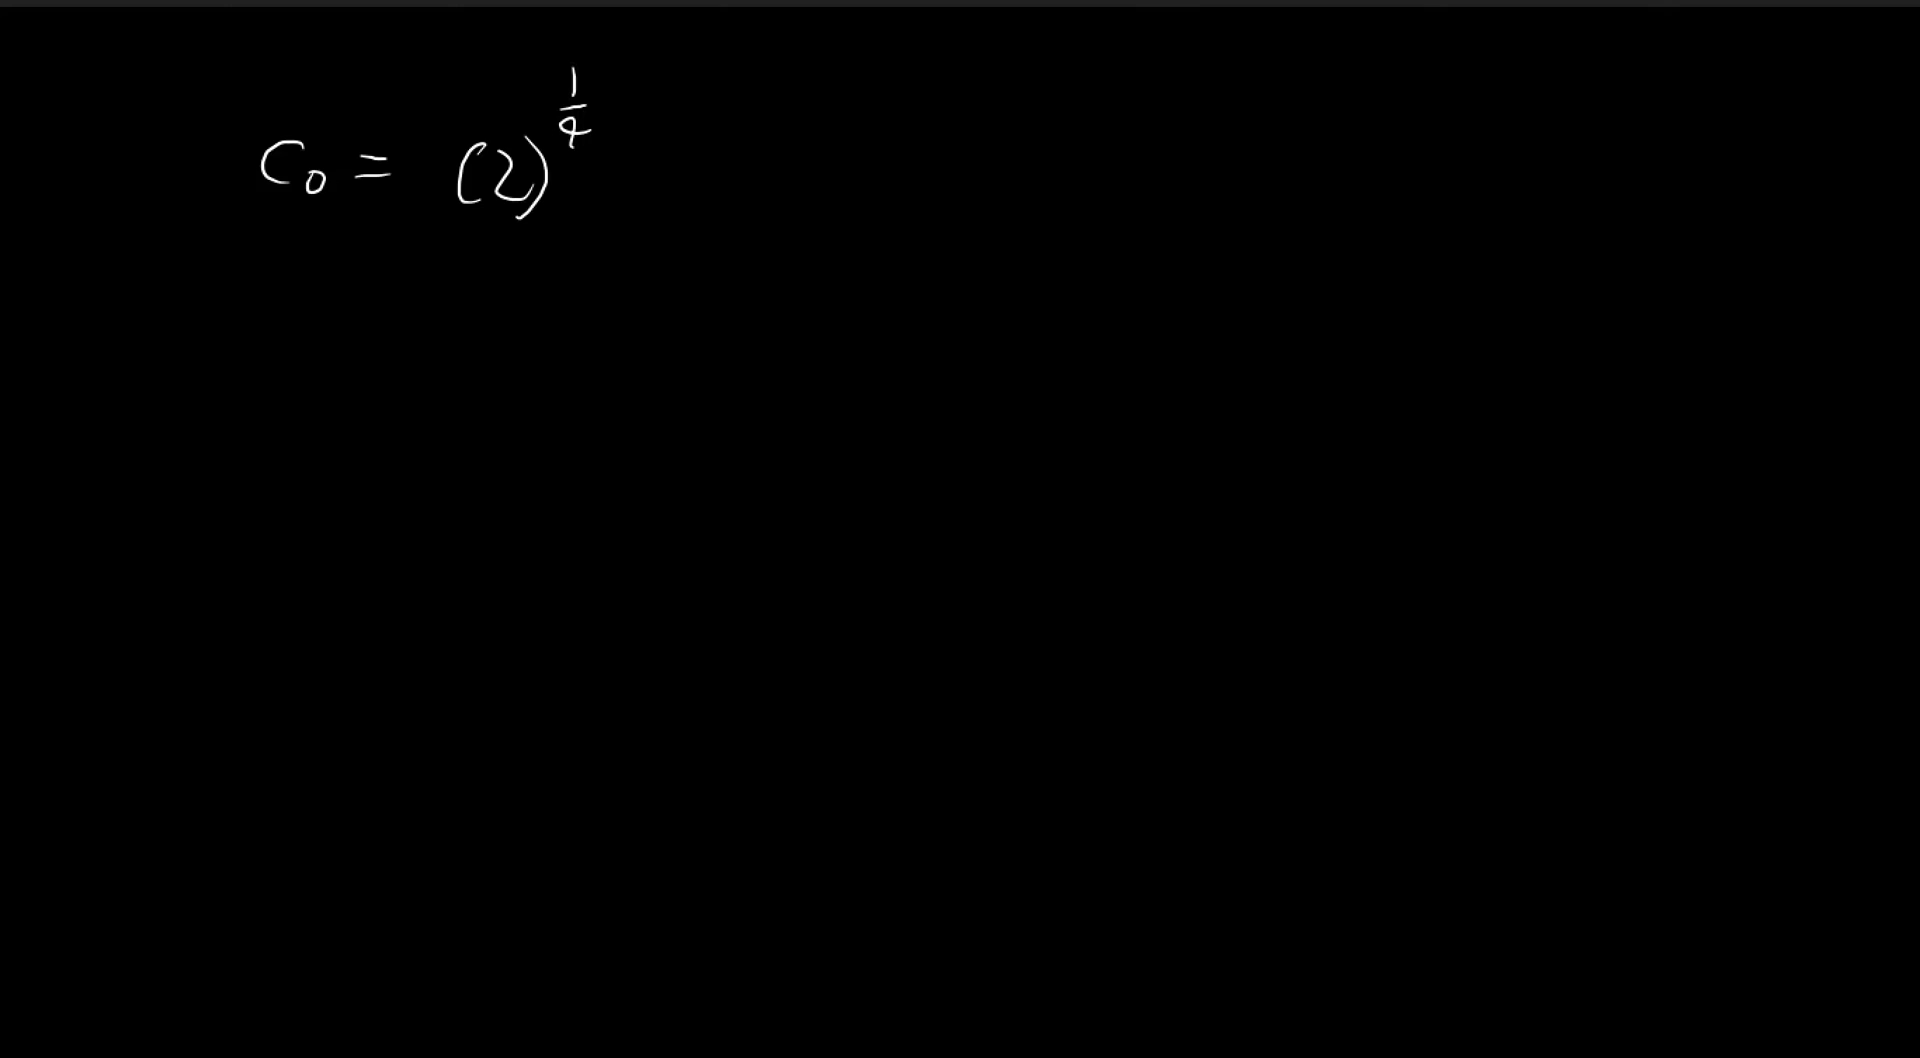 C₀ = (2)^{1/4}